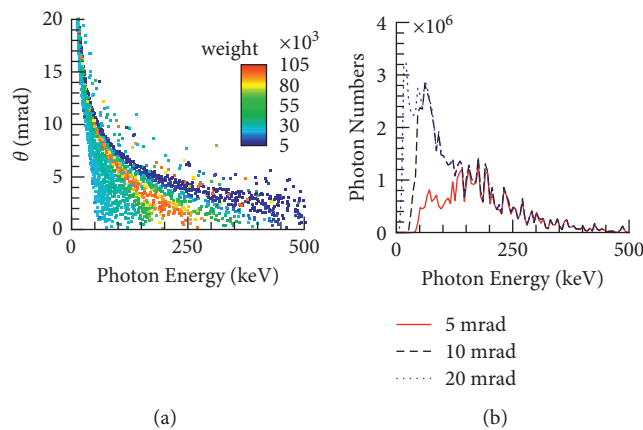 20
15
10
5
0
θ (mrad)
0
250
500
Photon Energy (keV)
weight
×10³
105
80
55
30
5
(a)
×10⁶
4
3
2
1
0
Photon Numbers
0
250
500
Photon Energy (keV)
5 mrad
10 mrad
20 mrad
(b)